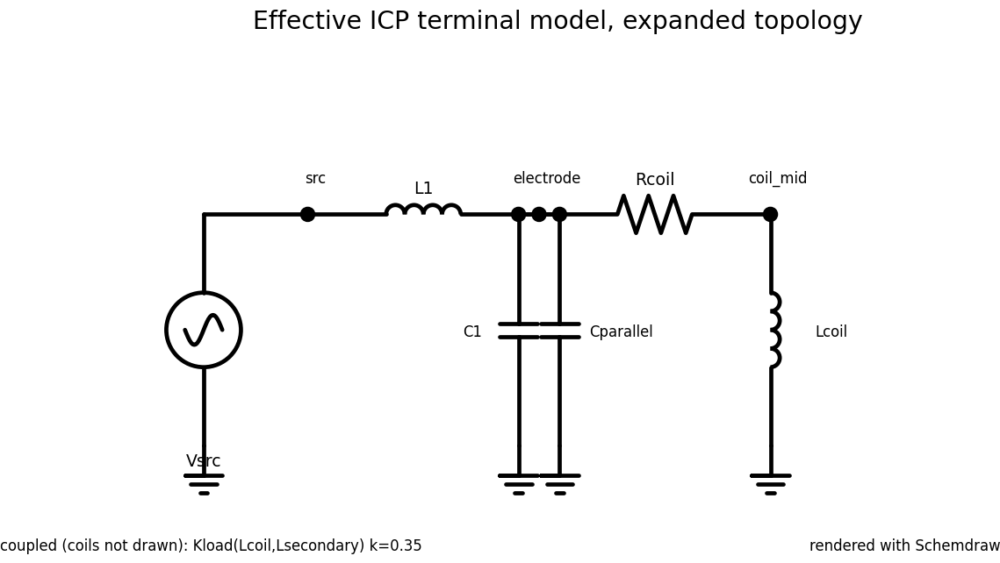 Effective ICP terminal model, expanded topology
src
L1
electrode
Rcoil
coil_mid
C1
Cparallel
Lcoil
Vsrc
coupled (coils not drawn): Kload(Lcoil,Lsecondary) k=0.35
rendered with Schemdraw